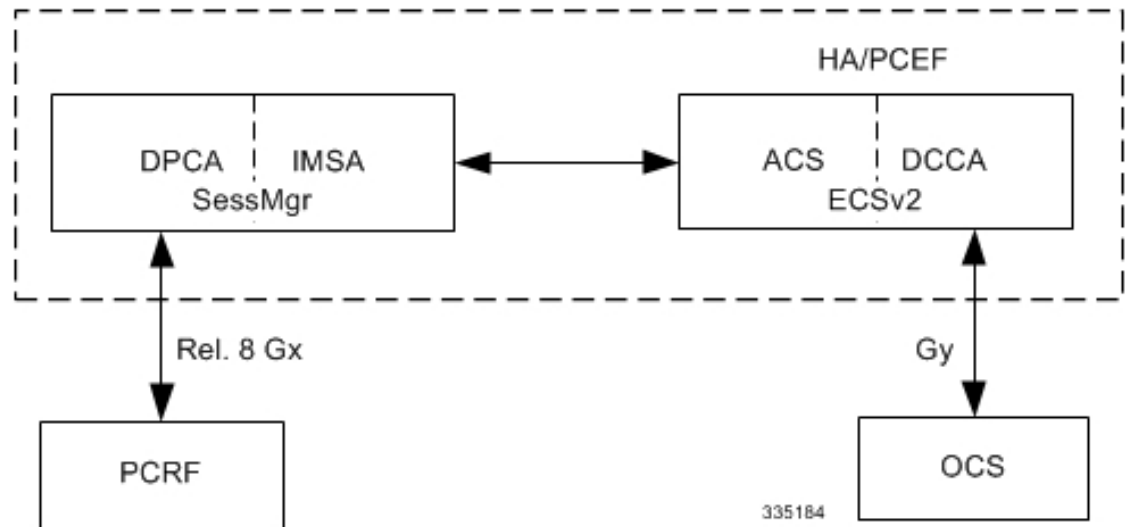 HA/PCEF
DPCA IMSA
SessMgr
ACS DCCA
ECSv2
Rel. 8 Gx
Gy
PCRF
OCS
335184